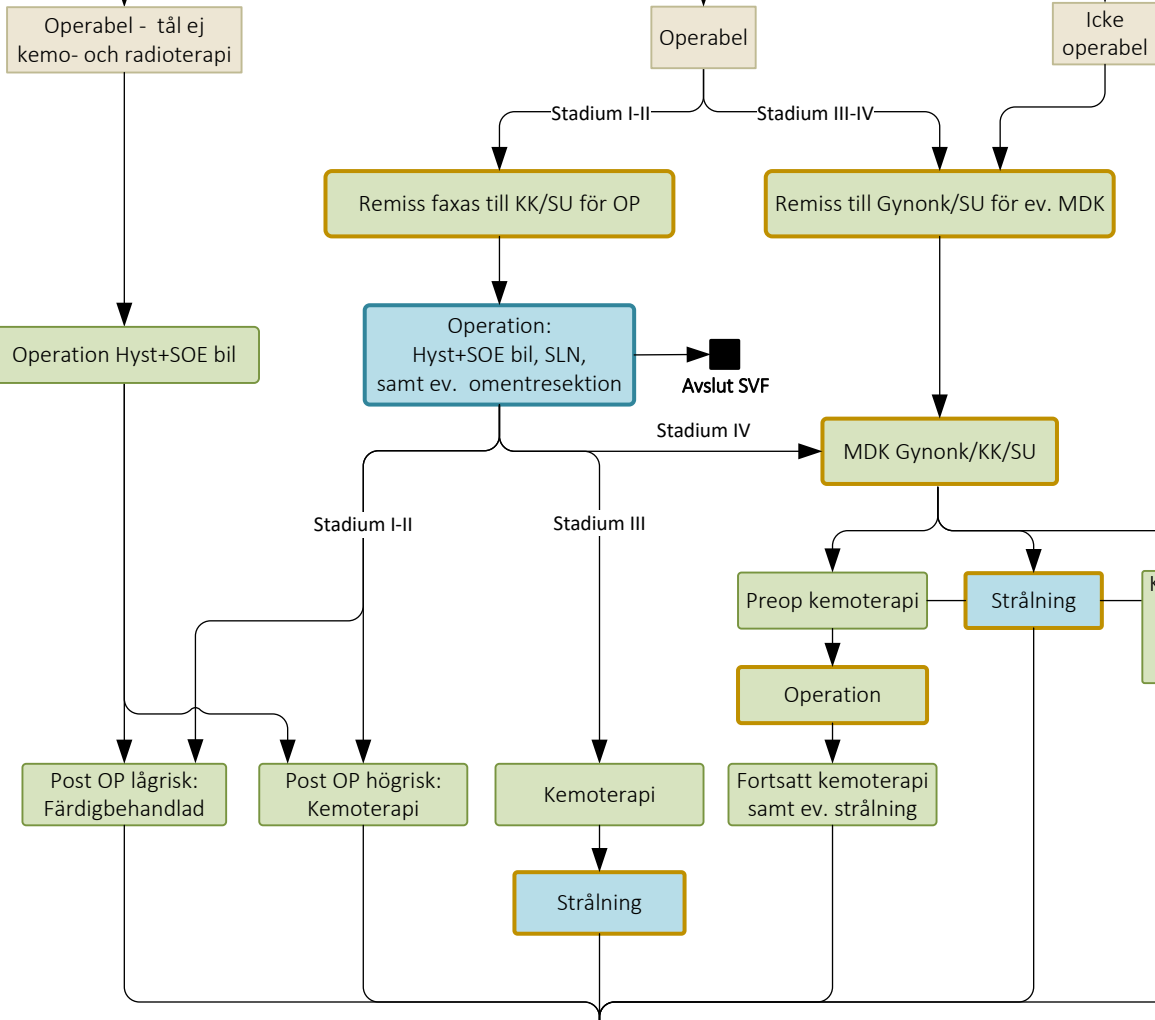 Operabel - tål ej
kemo- och radioterapi
Operabel
Icke
operabel
Stadium I-II
Stadium III-IV
Remiss faxas till KK/SU för OP
Remiss till Gynonk/SU för ev. MDK
Operation Hyst+SOE bil
Operation:
Hyst+SOE bil, SLN,
samt ev. omentresektion
Avslut SVF
Stadium IV
MDK Gynonk/KK/SU
Stadium I-II
Stadium III
Preop kemoterapi
Strålning
K
Operation
Post OP lågrisk:
Färdigbehandlad
Post OP högrisk:
Kemoterapi
Kemoterapi
Fortsatt kemoterapi
samt ev. strålning
Strålning